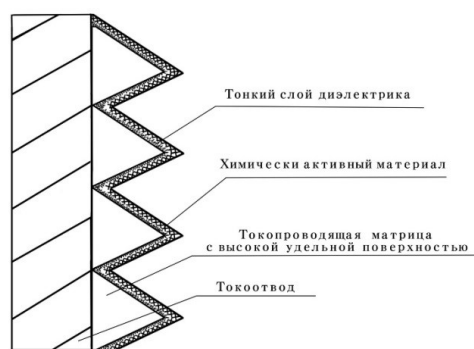 Тонкий слой диэлектрика
Химически активный материал
Токопроводящая матрица
с высокой удельной поверхностью
Токоотвод